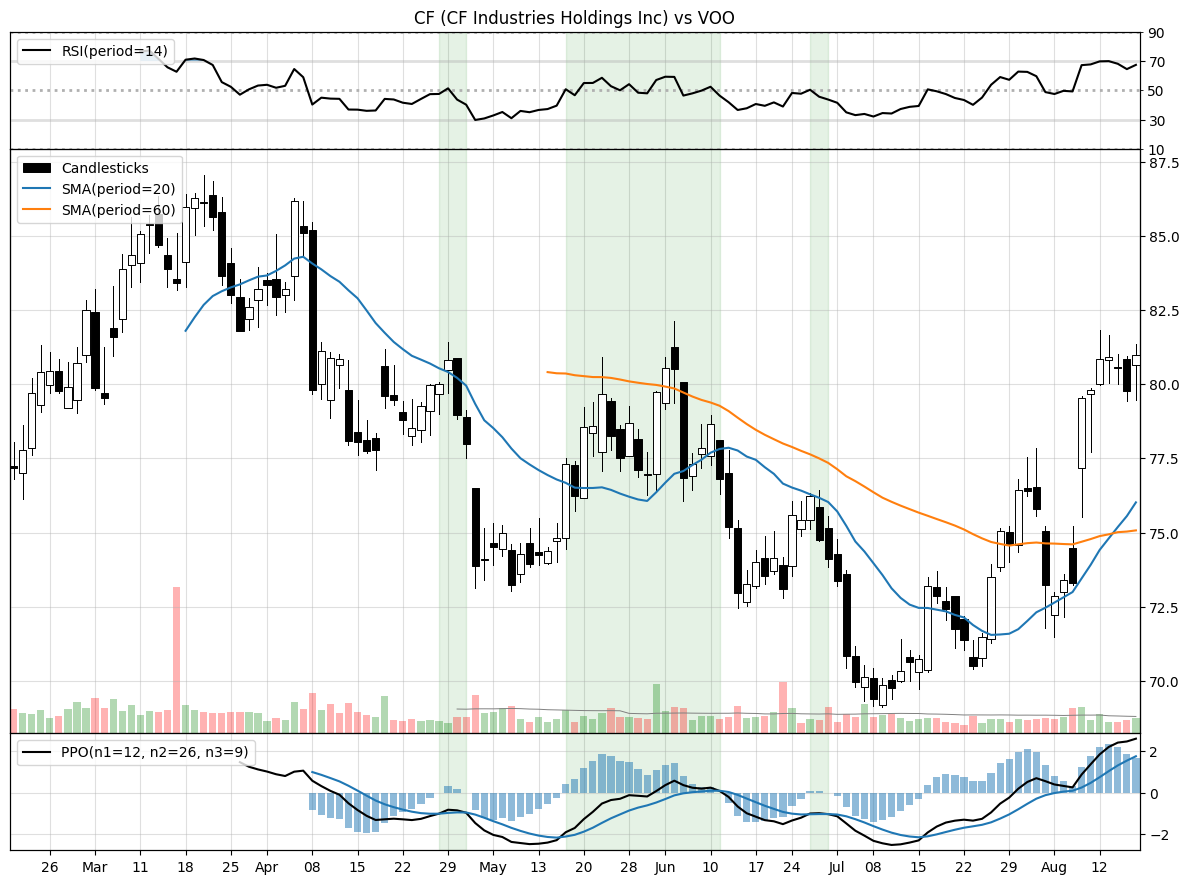 CF (CF Industries Holdings Inc) vs VOO
RSI(period=14)
90
70
50
30
10
Candlesticks
SMA(period=20)
SMA(period=60)
87.5
85.0
82.5
80.0
77.5
75.0
72.5
70.0
PPO(n1=12, n2=26, n3=9)
2
0
−2
26 Mar 11 18 25 Apr 08 15 22 29 May 13 20 28 Jun 10 17 24 Jul 08 15 22 29 Aug 12